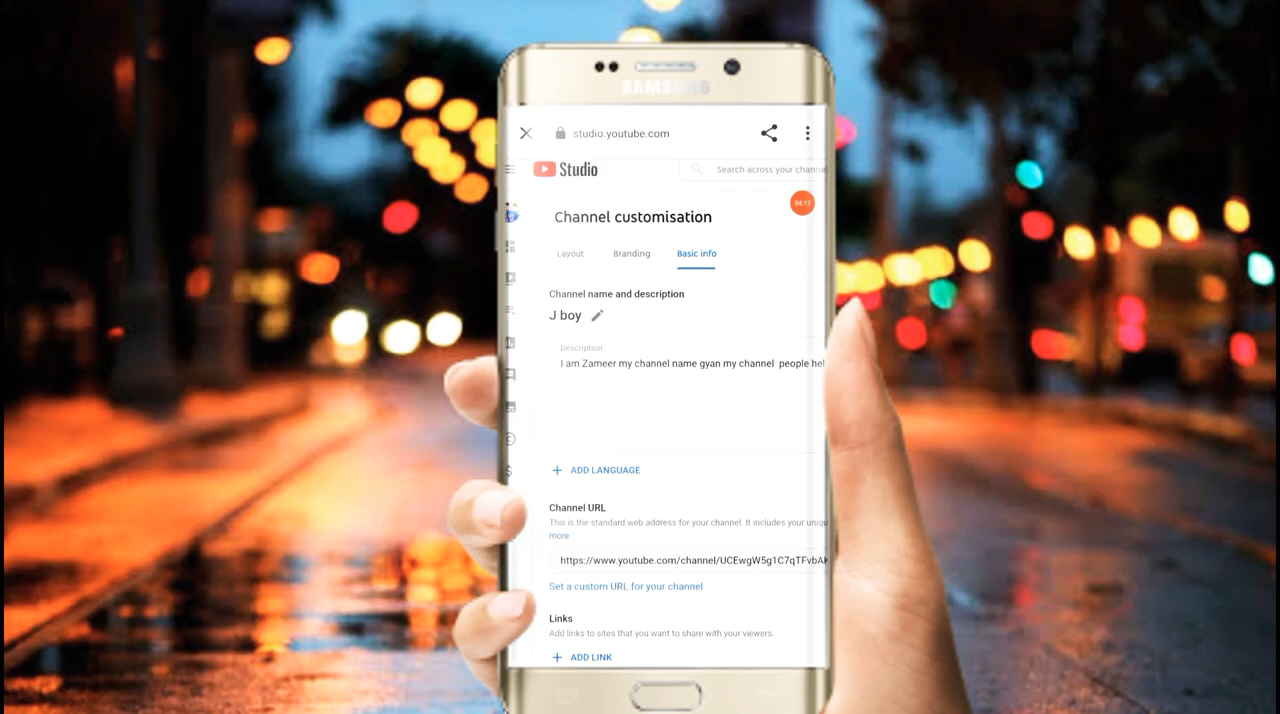 SAMSUNG
studio.youtube.com
Studio
Search across your channe
04:13
Channel customisation
Layout Branding Basic info
Channel name and description
J boy
Description
I am Zameer my channel name gyan my channel people hel
+ ADD LANGUAGE
Channel URL
This is the standard web address for your channel. It includes your uniqu
more
https://www.youtube.com/channel/UCEwgW5g1C7qTFvbAK
Set a custom URL for your channel
Links
Add links to sites that you want to share with your viewers.
+ ADD LINK